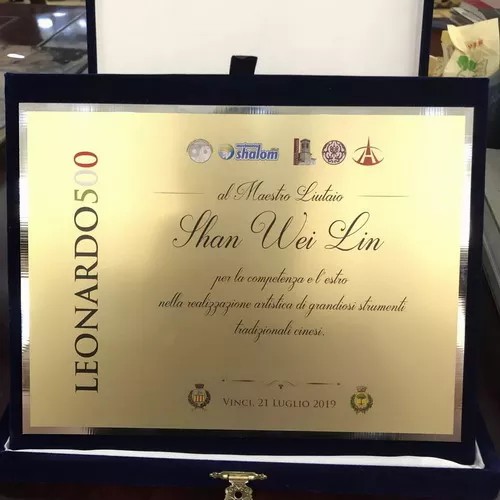 shalom
LEONARDO500
al Maestro Liutaio
Shan Wei Lin
per la competenza e l'estro
nella realizzazione artistica di grandiosi strumenti
tradizionali cinesi.
VINCI, 21 LUGLIO 2019